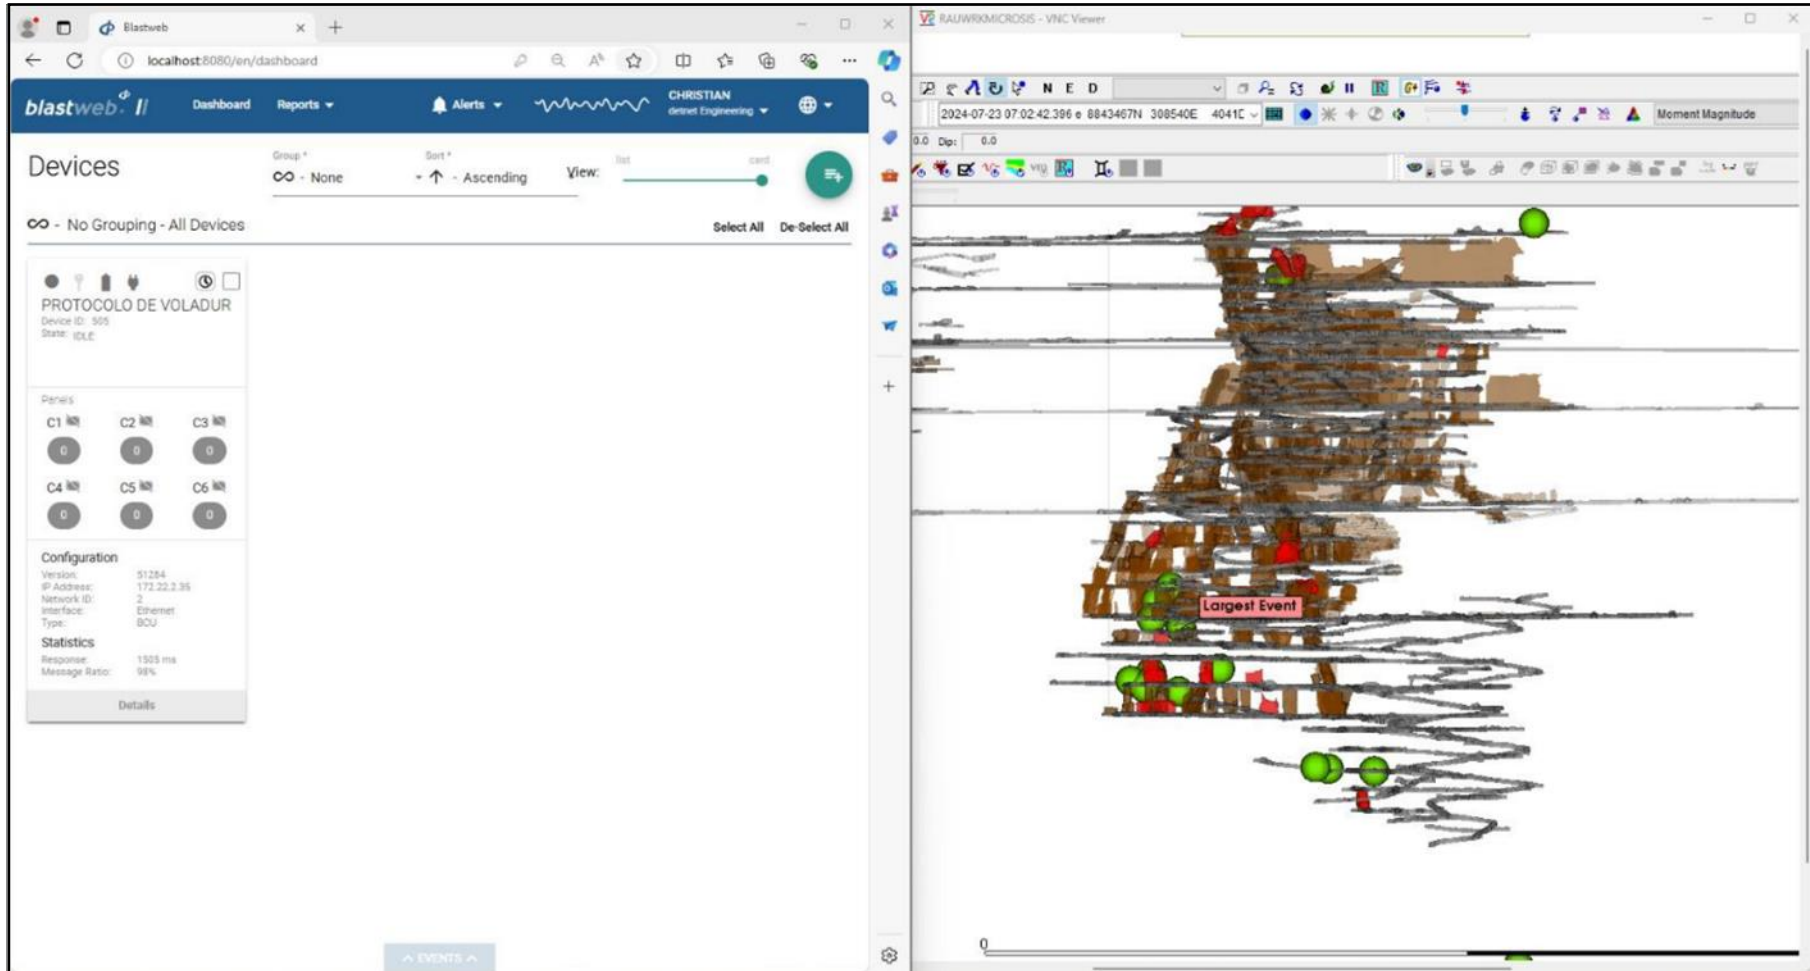 Blastweb
localhost:8080/en/dashboard
blastweb II
Dashboard
Reports
Alerts
CHRISTIAN
detnet Engineering
Devices
Group *
None
Sort *
- Ascending
View:
list
card
- No Grouping - All Devices
Select All
De-Select All
PROTOCOLO DE VOLADUR
Device ID: 505
State: IDLE
Panels
C1 C2 C3
0 0 0
C4 C5 C6
0 0 0
Configuration
Version: 51284
IP Address: 172.22.2.35
Network ID: 2
Interface: Ethernet
Type: BCU
Statistics
Response: 1505 ms
Message Ratio: 98%
Details
EVENTS
RAUWRKMICROSIS - VNC Viewer
N E D
2024-07-23 07:02:42.396 e 8843467N 308540E
Moment Magnitude
0.0 Dip: 0.0
Largest Event
0